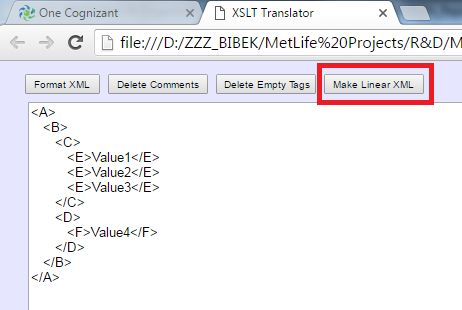 One Cognizant
XSLT Translator
file:///D:/ZZZ_BIBEK/MetLife%20Projects/R&D/M
Format XML
Delete Comments
Delete Empty Tags
Make Linear XML
<A>
<B>
<C>
<E>Value1</E>
<E>Value2</E>
<E>Value3</E>
</C>
<D>
<F>Value4</F>
</D>
</B>
</A>